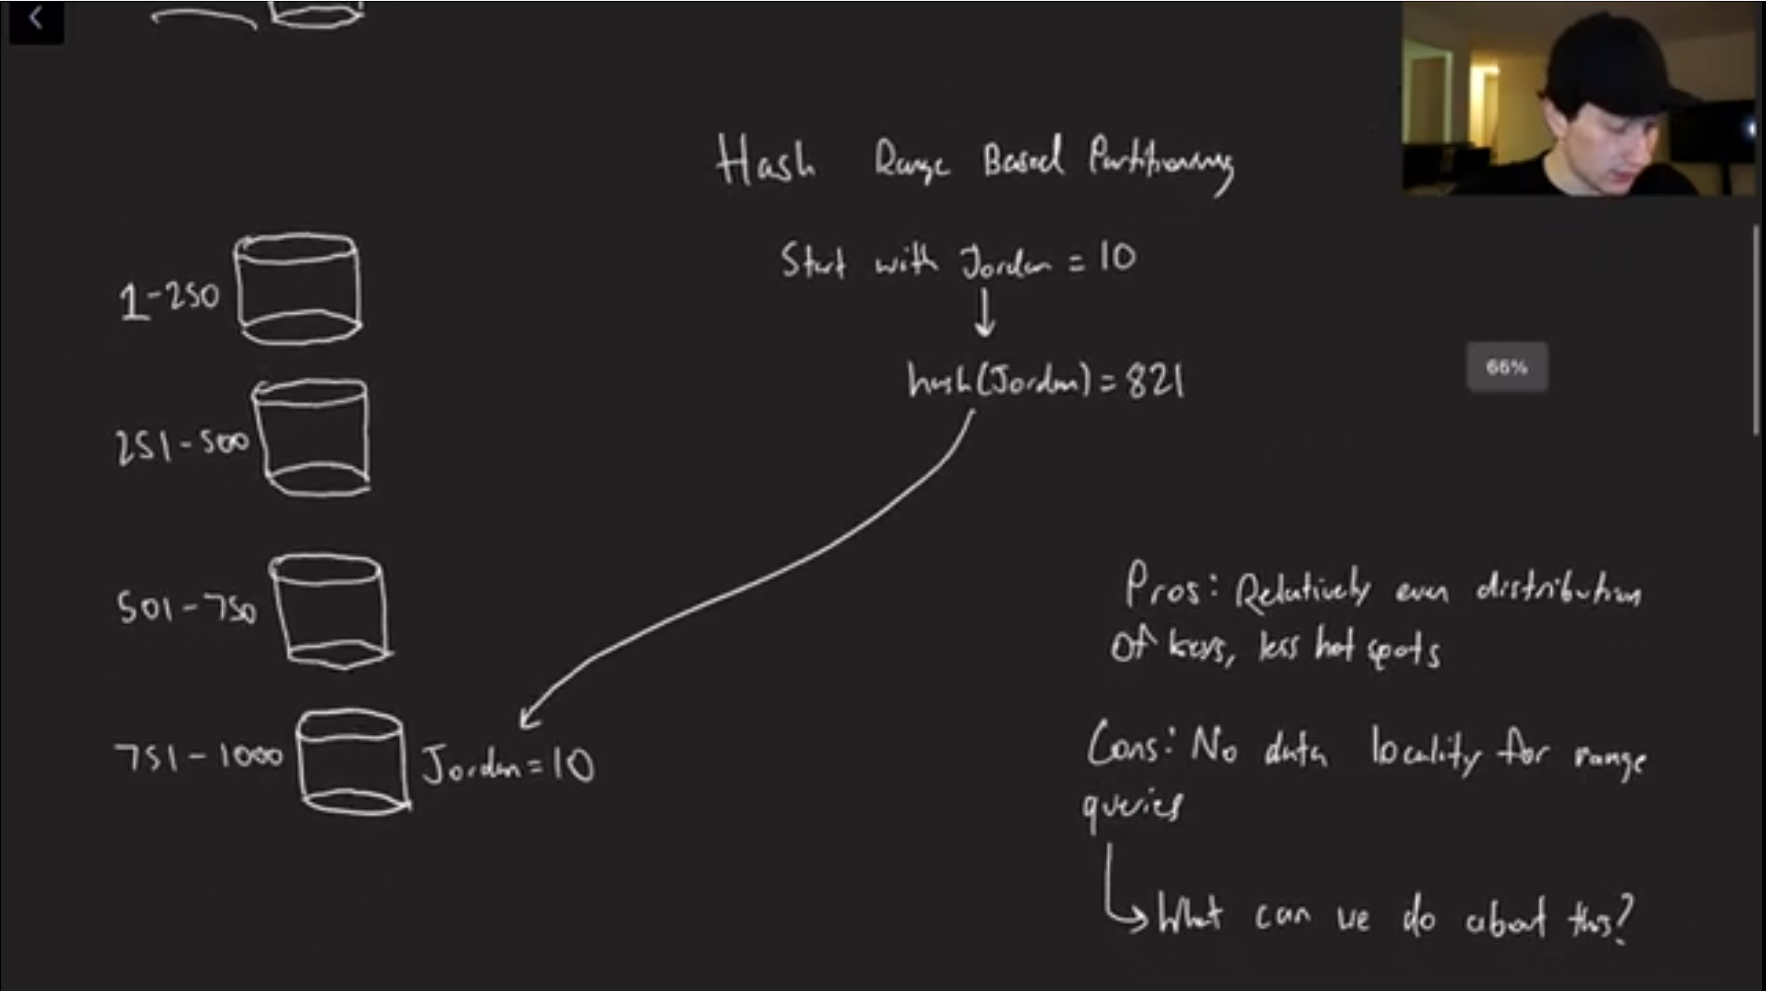 Hash Range Based Partitioning
Start with Jordan = 10
hash(Jordan) = 821
66%
1-250
251-500
501-750
751-1000
Jordan = 10
Pros: Relatively even distribution
of keys, less hot spots
Cons: No data locality for range
queries
What can we do about this?